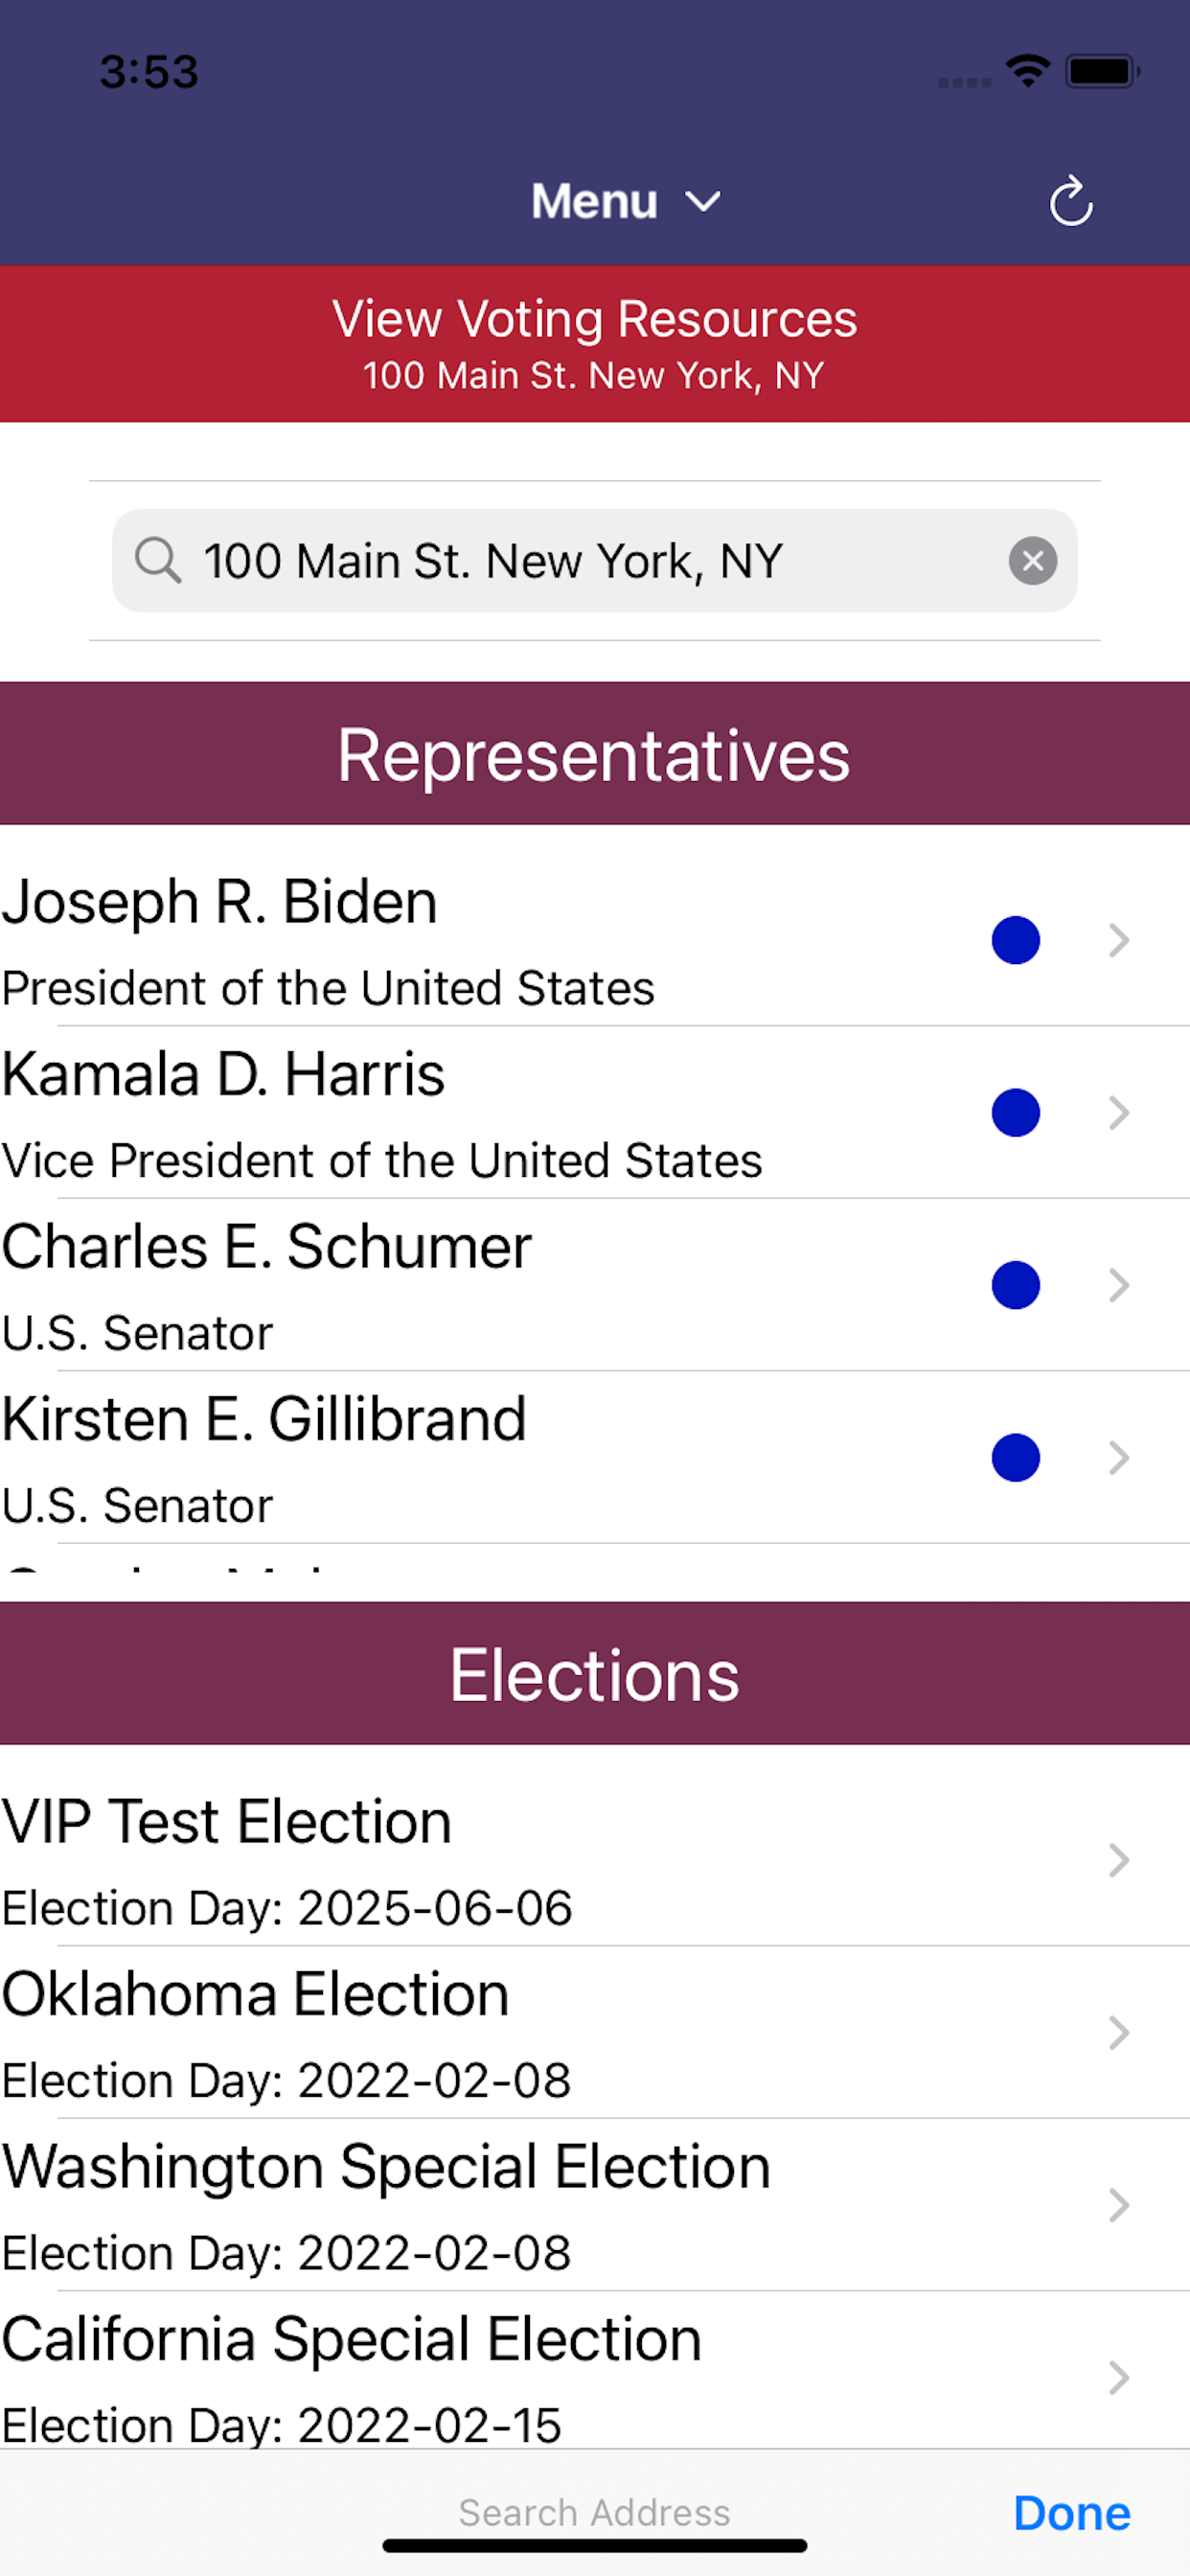 3:53
Menu
View Voting Resources
100 Main St. New York, NY
100 Main St. New York, NY
Representatives
Joseph R. Biden
President of the United States
Kamala D. Harris
Vice President of the United States
Charles E. Schumer
U.S. Senator
Kirsten E. Gillibrand
U.S. Senator
Elections
VIP Test Election
Election Day: 2025-06-06
Oklahoma Election
Election Day: 2022-02-08
Washington Special Election
Election Day: 2022-02-08
California Special Election
Election Day: 2022-02-15
Search Address
Done